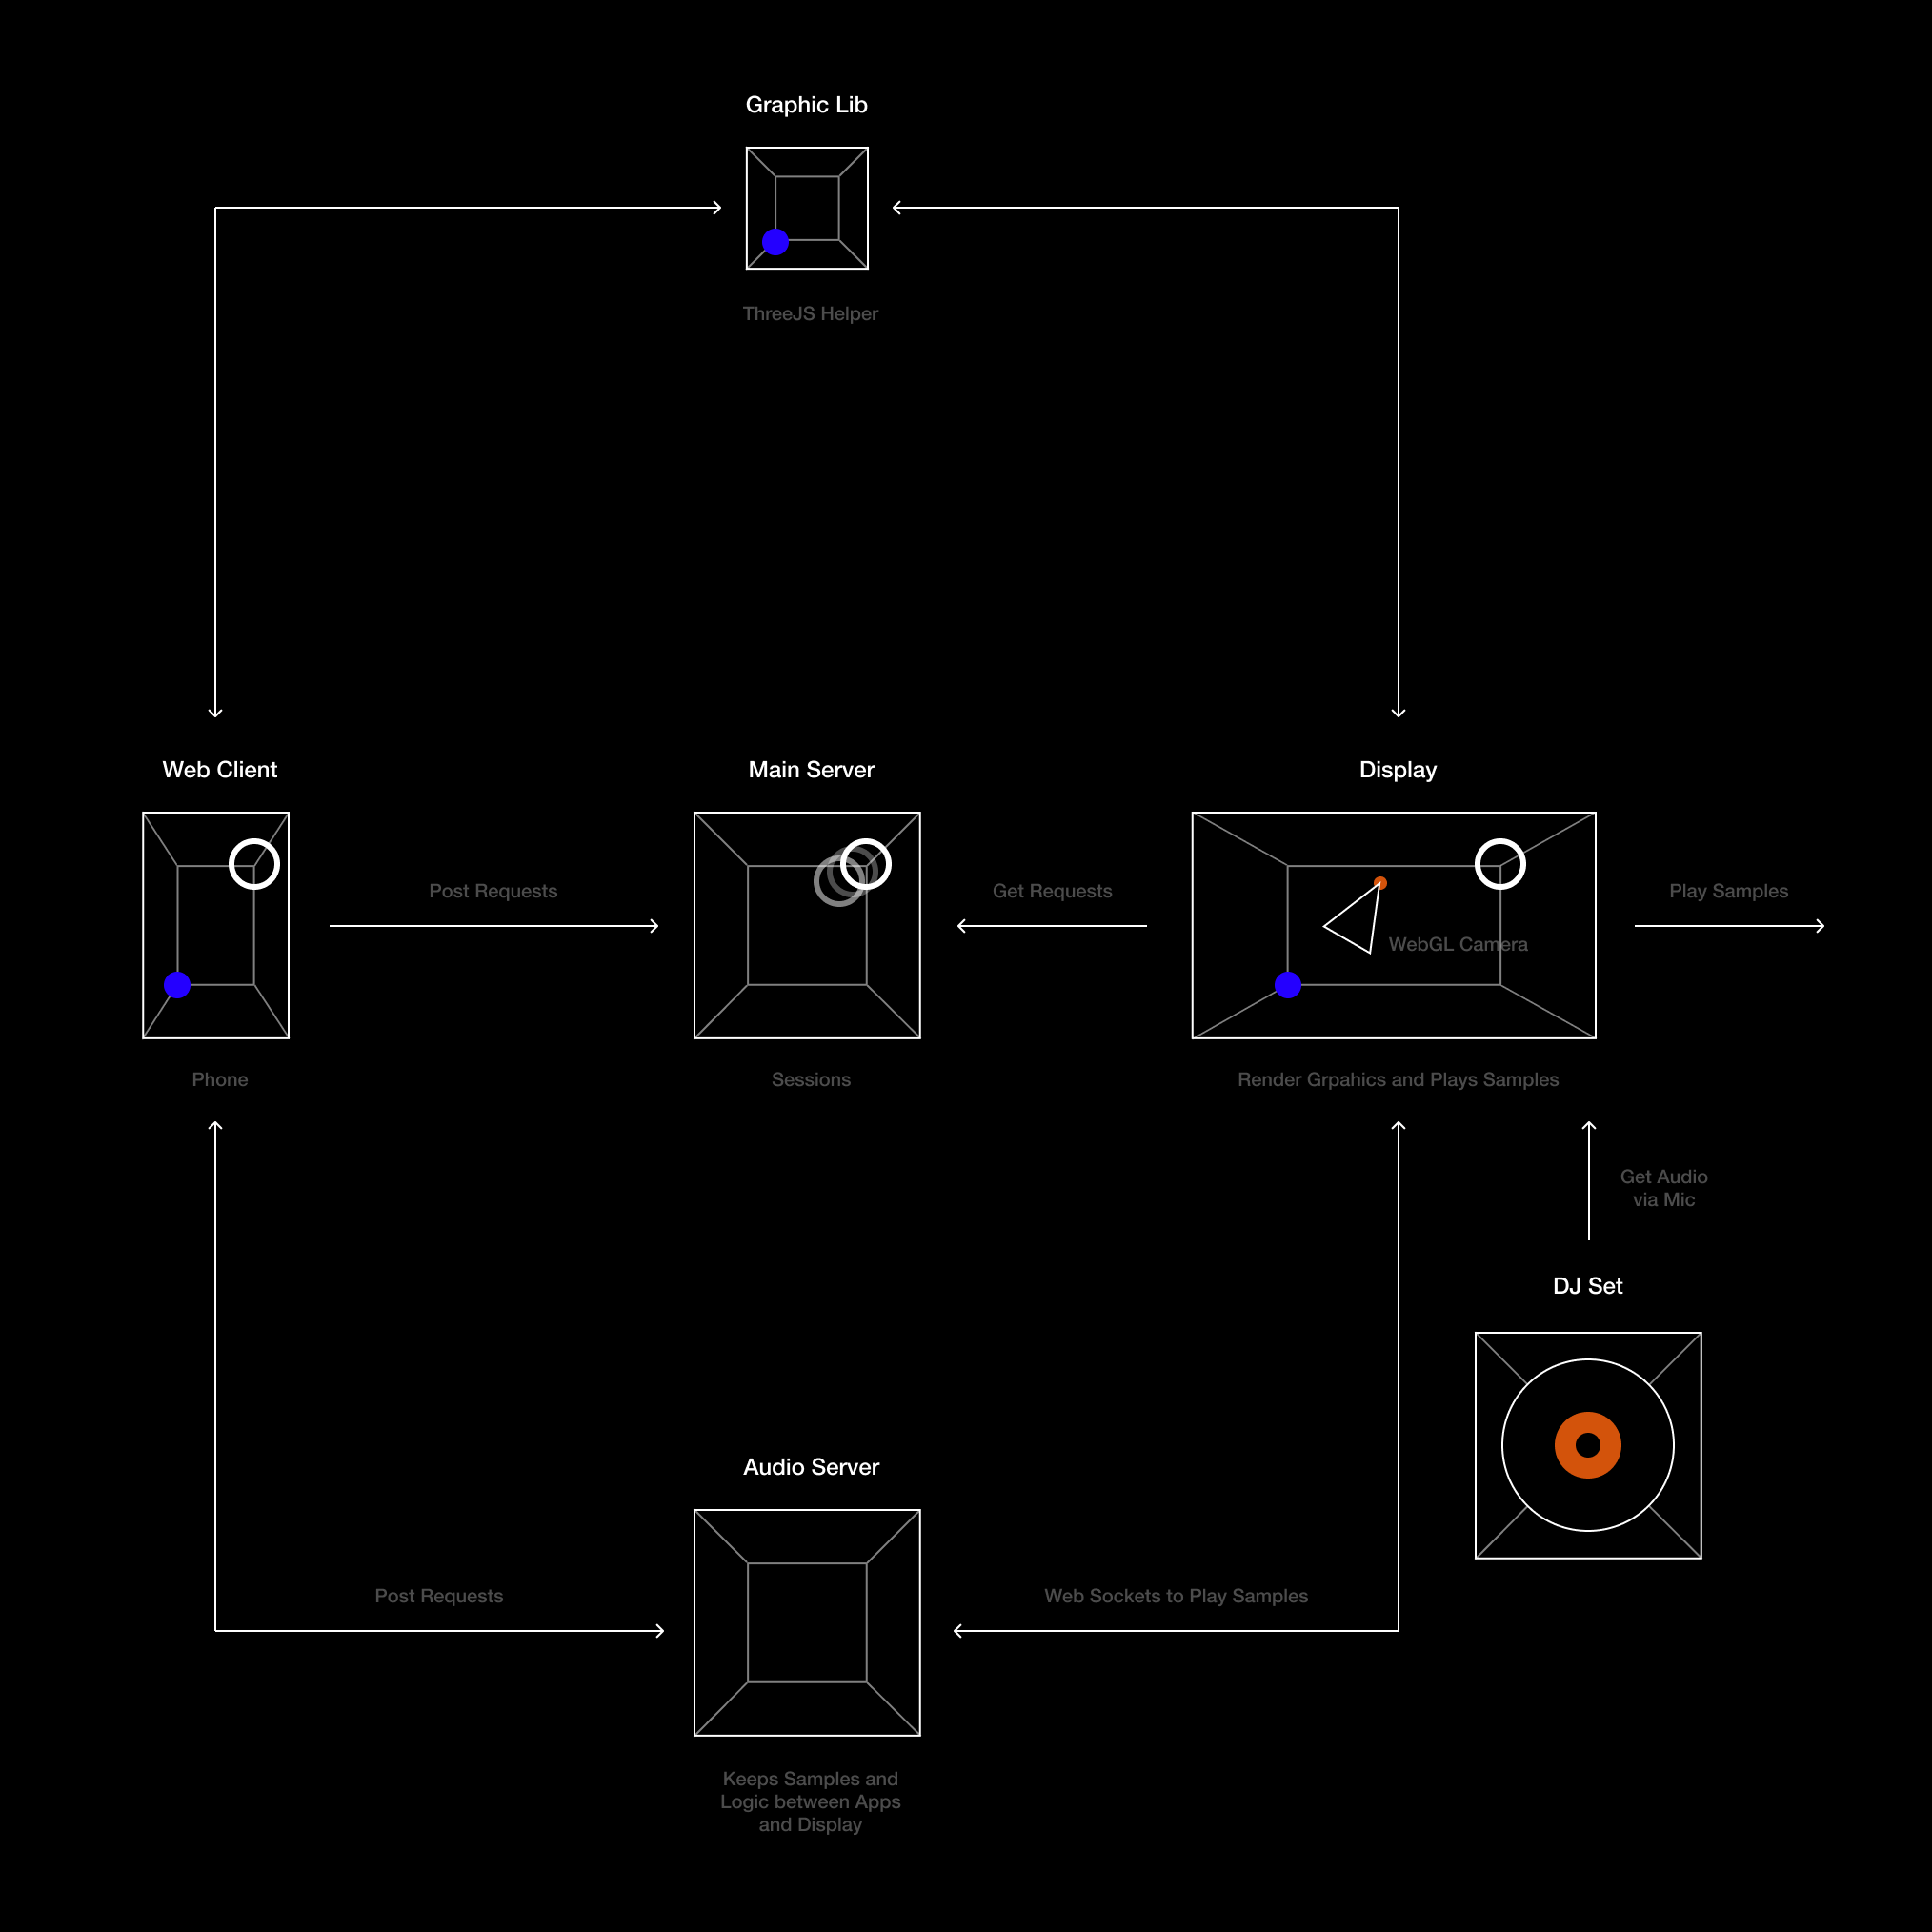 Graphic Lib
ThreeJS Helper
Web Client
Main Server
Display
Post Requests
Get Requests
Play Samples
WebGL Camera
Phone
Sessions
Render Grpahics and Plays Samples
Get Audio
via Mic
DJ Set
Audio Server
Post Requests
Web Sockets to Play Samples
Keeps Samples and
Logic between Apps
and Display